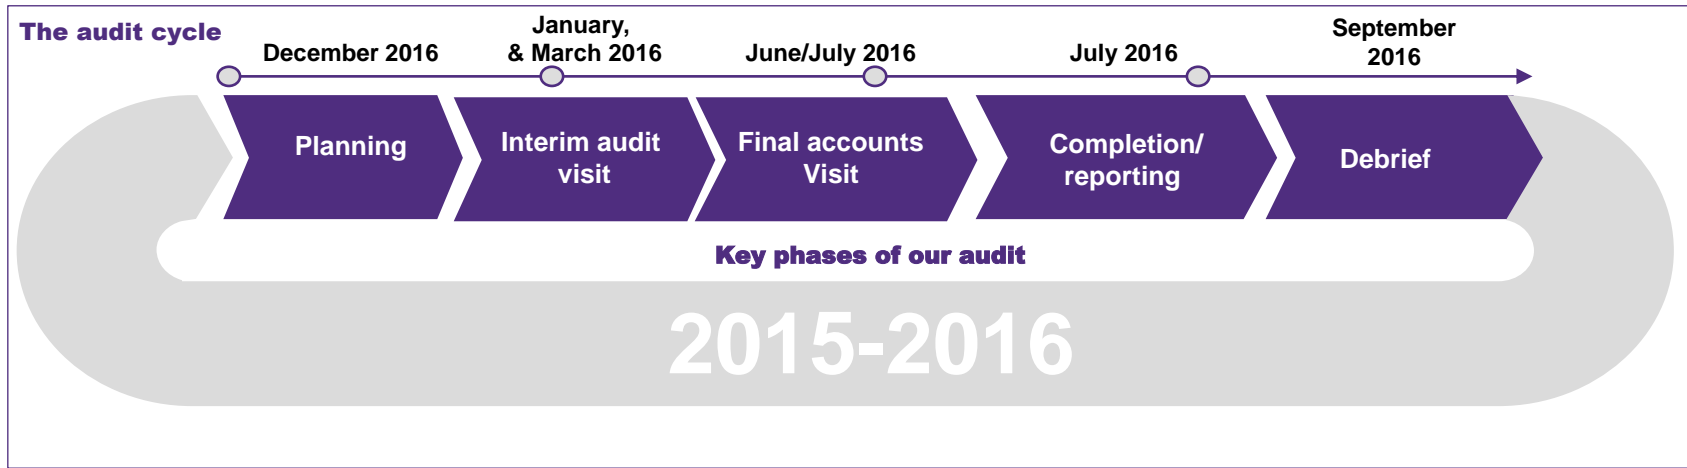 The audit cycle
December 2016
January,
& March 2016
June/July 2016
July 2016
September
2016
Planning
Interim audit
visit
Final accounts
Visit
Completion/
reporting
Debrief
Key phases of our audit
2015-2016